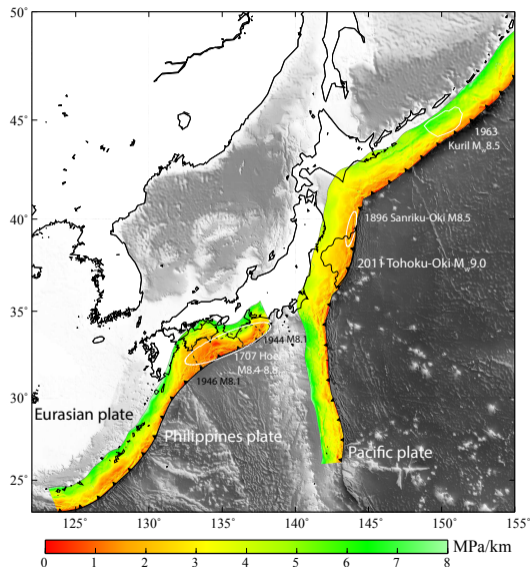 50°
45°
40°
35°
30°
25°
1963
Kuril Mw8.5
1896 Sanriku-Oki M8.5
2011 Tohoku-Oki Mw9.0
1944 M8.1
1707 Hoei
M8.4-8.8
1946 M8.1
Eurasian plate
Philippines plate
Pacific plate
125° 130° 135° 140° 145° 150° 155°
0 1 2 3 4 5 6 7 8 MPa/km